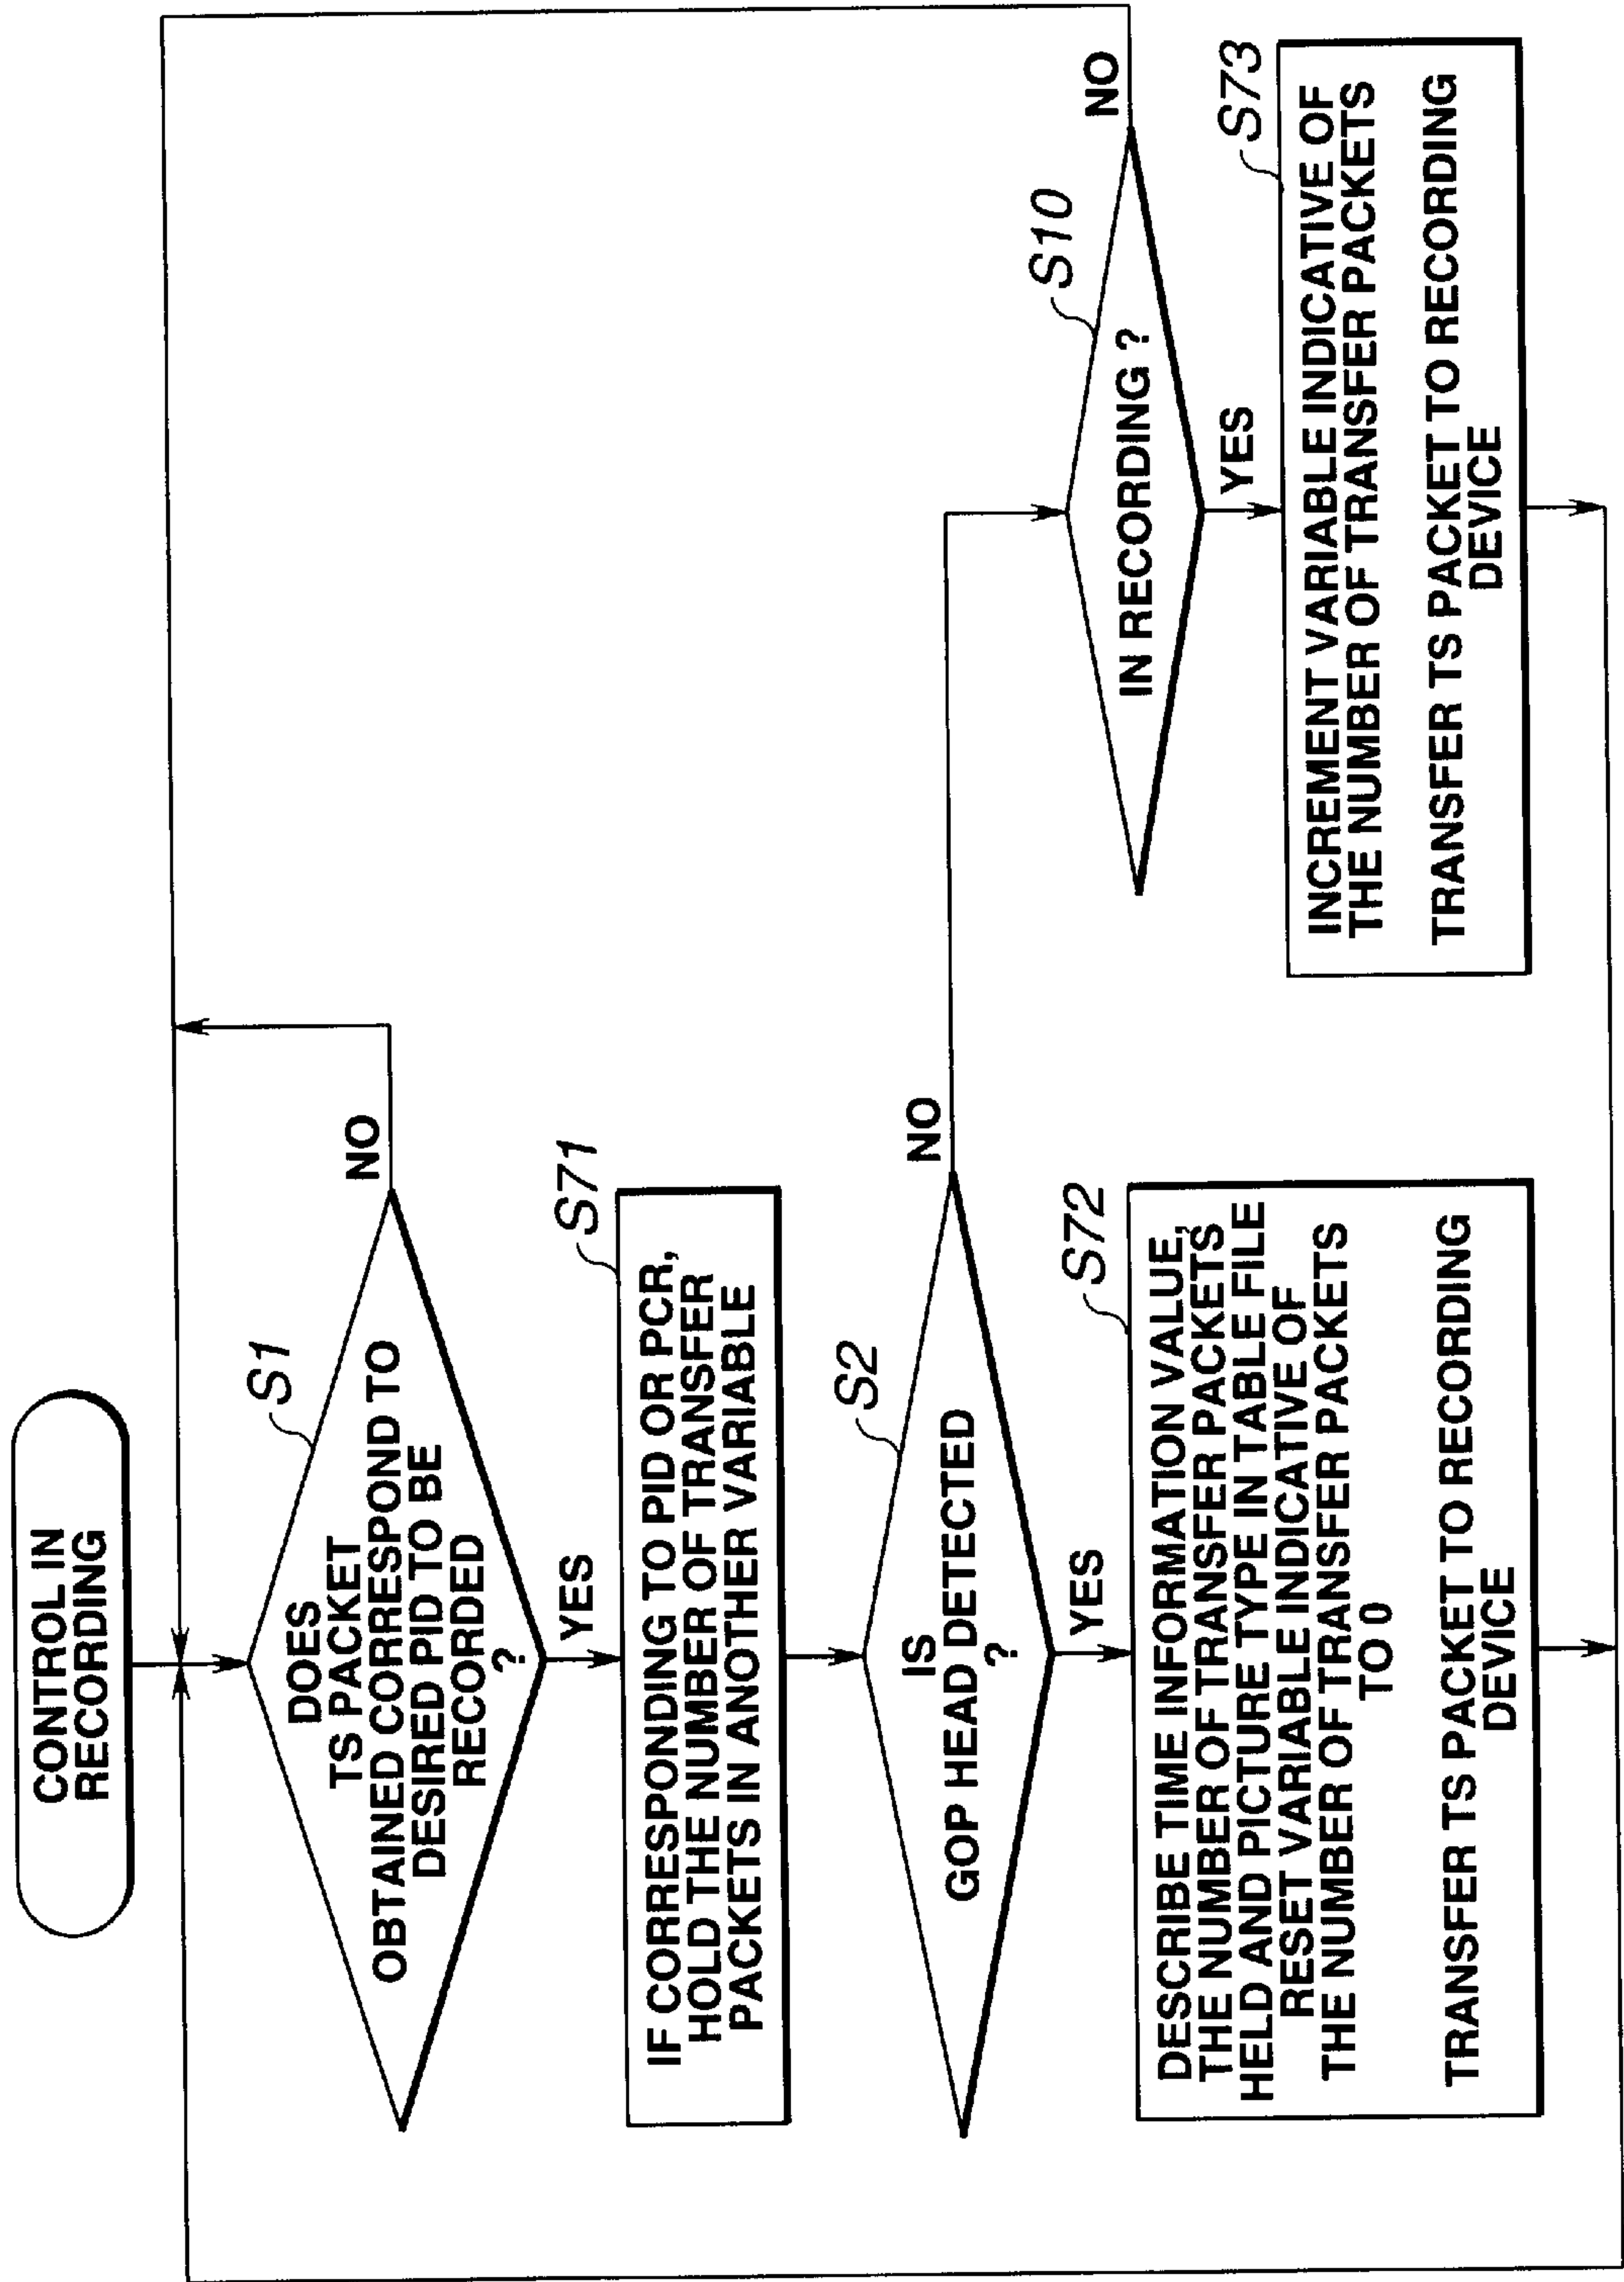 CONTROL IN
RECORDING
S1
DOES
TS PACKET
OBTAINED CORRESPOND TO
DESIRED PID TO BE
RECORDED
?
NO
YES
S71
IF CORRESPONDING TO PID OR PCR,
HOLD THE NUMBER OF TRANSFER
PACKETS IN ANOTHER VARIABLE
S2
IS
GOP HEAD DETECTED
?
NO
YES
S72
DESCRIBE TIME INFORMATION VALUE,
THE NUMBER OF TRANSFER PACKETS
HELD AND PICTURE TYPE IN TABLE FILE
RESET VARIABLE INDICATIVE OF
THE NUMBER OF TRANSFER PACKETS
TO 0
TRANSFER TS PACKET TO RECORDING
DEVICE
S10
IN RECORDING ?
NO
YES
S73
INCREMENT VARIABLE INDICATIVE OF
THE NUMBER OF TRANSFER PACKETS
TRANSFER TS PACKET TO RECORDING
DEVICE